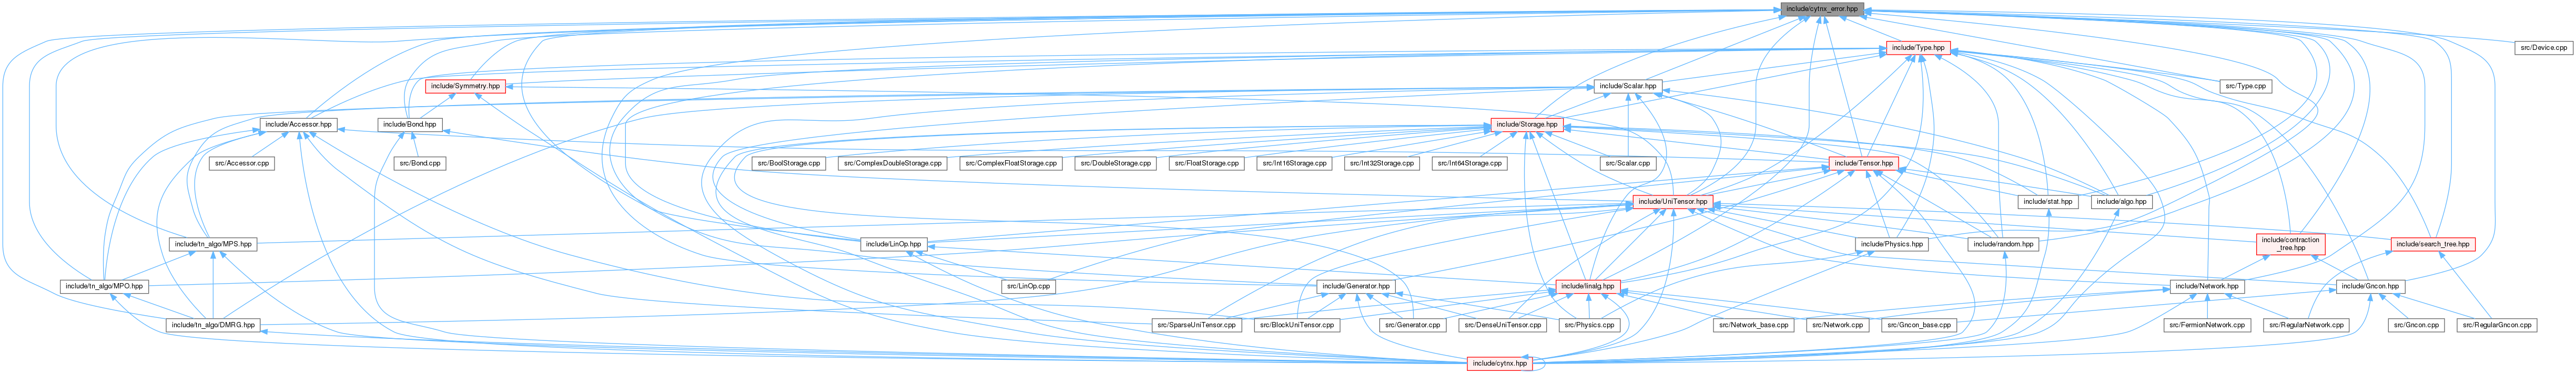 include/cytnx_error.hpp
include/Type.hpp
src/Device.cpp
include/Symmetry.hpp
include/Scalar.hpp
src/Type.cpp
include/Accessor.hpp
include/Bond.hpp
include/Storage.hpp
src/Accessor.cpp
src/Bond.cpp
src/BoolStorage.cpp
src/ComplexDoubleStorage.cpp
src/ComplexFloatStorage.cpp
src/DoubleStorage.cpp
src/FloatStorage.cpp
src/Int16Storage.cpp
src/Int32Storage.cpp
src/Int64Storage.cpp
src/Scalar.cpp
include/Tensor.hpp
include/UniTensor.hpp
include/stat.hpp
include/algo.hpp
include/tn_algo/MPS.hpp
include/LinOp.hpp
include/Physics.hpp
include/random.hpp
include/contraction
_tree.hpp
include/search_tree.hpp
include/tn_algo/MPO.hpp
src/LinOp.cpp
include/Generator.hpp
include/linalg.hpp
include/Network.hpp
include/Gncon.hpp
include/tn_algo/DMRG.hpp
src/SparseUniTensor.cpp
src/BlockUniTensor.cpp
src/Generator.cpp
src/DenseUniTensor.cpp
src/Physics.cpp
src/Network_base.cpp
src/Network.cpp
src/Gncon_base.cpp
src/FermionNetwork.cpp
src/RegularNetwork.cpp
src/Gncon.cpp
src/RegularGncon.cpp
include/cytnx.hpp